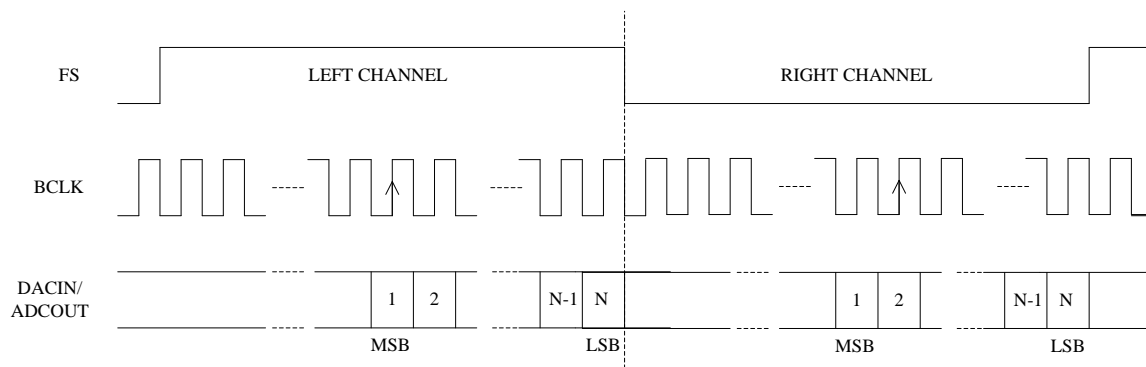 FS
LEFT CHANNEL
RIGHT CHANNEL
BCLK
DACIN/
ADCOUT
1
2
N-1
N
1
2
N-1
N
MSB
LSB
MSB
LSB